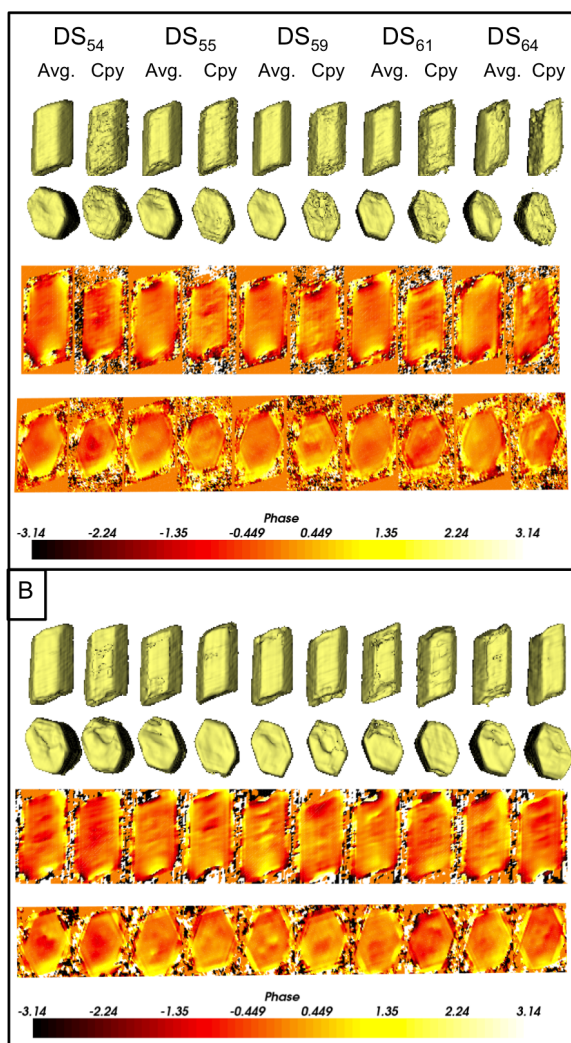 DS54 DS55 DS59 DS61 DS64
Avg. Cpy Avg. Cpy Avg. Cpy Avg. Cpy Avg. Cpy
Phase
-3.14 -2.24 -1.35 -0.449 0.449 1.35 2.24 3.14
B
Phase
-3.14 -2.24 -1.35 -0.449 0.449 1.35 2.24 3.14